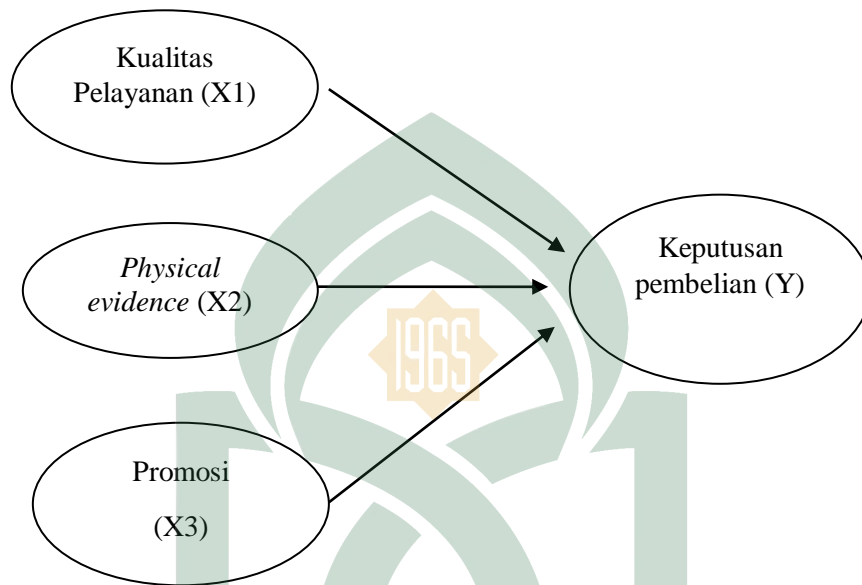 Kualitas
Pelayanan (X1)
Physical
evidence (X2)
Promosi
(X3)
Keputusan
pembelian (Y)
1965